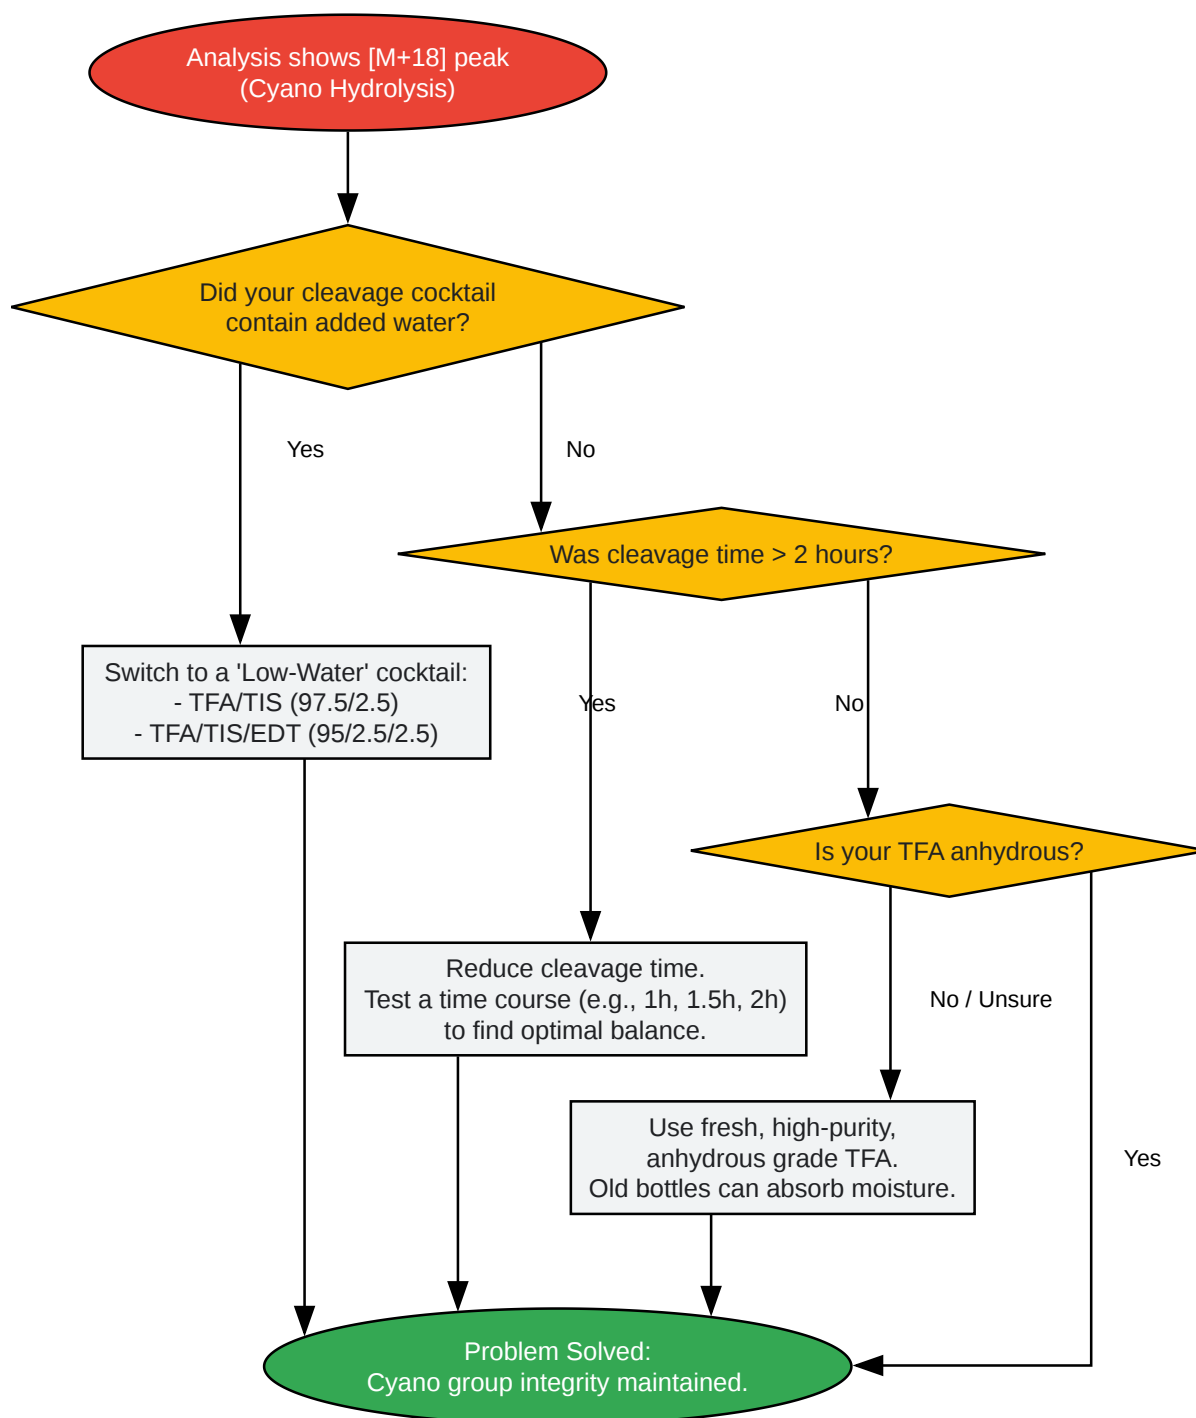 Analysis shows [M+18] peak
(Cyano Hydrolysis)
Did your cleavage cocktail
contain added water?
Yes
No
Was cleavage time > 2 hours?
Switch to a 'Low-Water' cocktail:
- TFA/TIS (97.5/2.5)
- TFA/TIS/EDT (95/2.5/2.5)
Yes
No
Is your TFA anhydrous?
Reduce cleavage time.
Test a time course (e.g., 1h, 1.5h, 2h)
to find optimal balance.
No / Unsure
Use fresh, high-purity,
anhydrous grade TFA.
Old bottles can absorb moisture.
Yes
Problem Solved:
Cyano group integrity maintained.